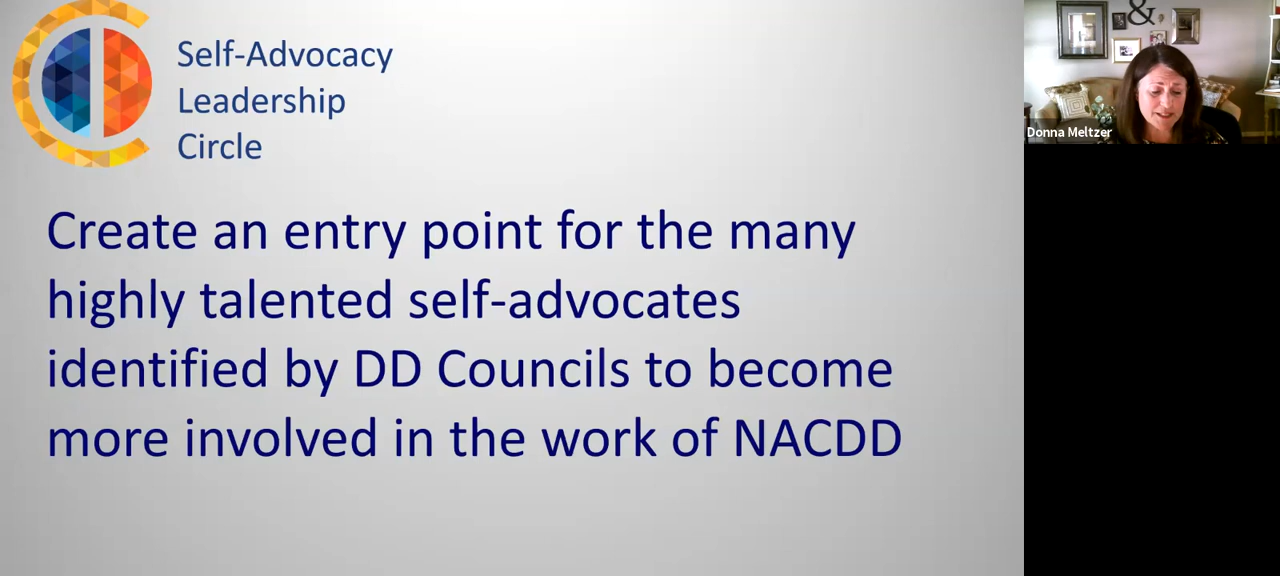 Self-Advocacy
Leadership
Circle
Create an entry point for the many
highly talented self-advocates
identified by DD Councils to become
more involved in the work of NACDD
&
Donna Meltzer